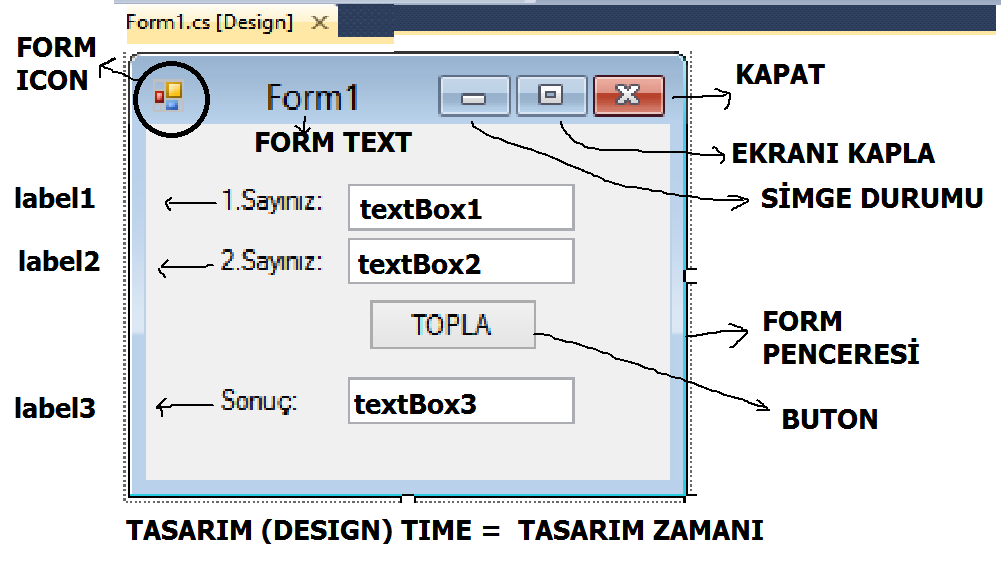 Form1.cs [Design]
FORM
ICON
Form1
KAPAT
FORM TEXT
EKRANI KAPLA
SİMGE DURUMU
label1
1.Sayınız:
textBox1
label2
2.Sayınız:
textBox2
TOPLA
FORM
PENCERESİ
label3
Sonuç:
textBox3
BUTON
TASARIM (DESIGN) TIME = TASARIM ZAMANI